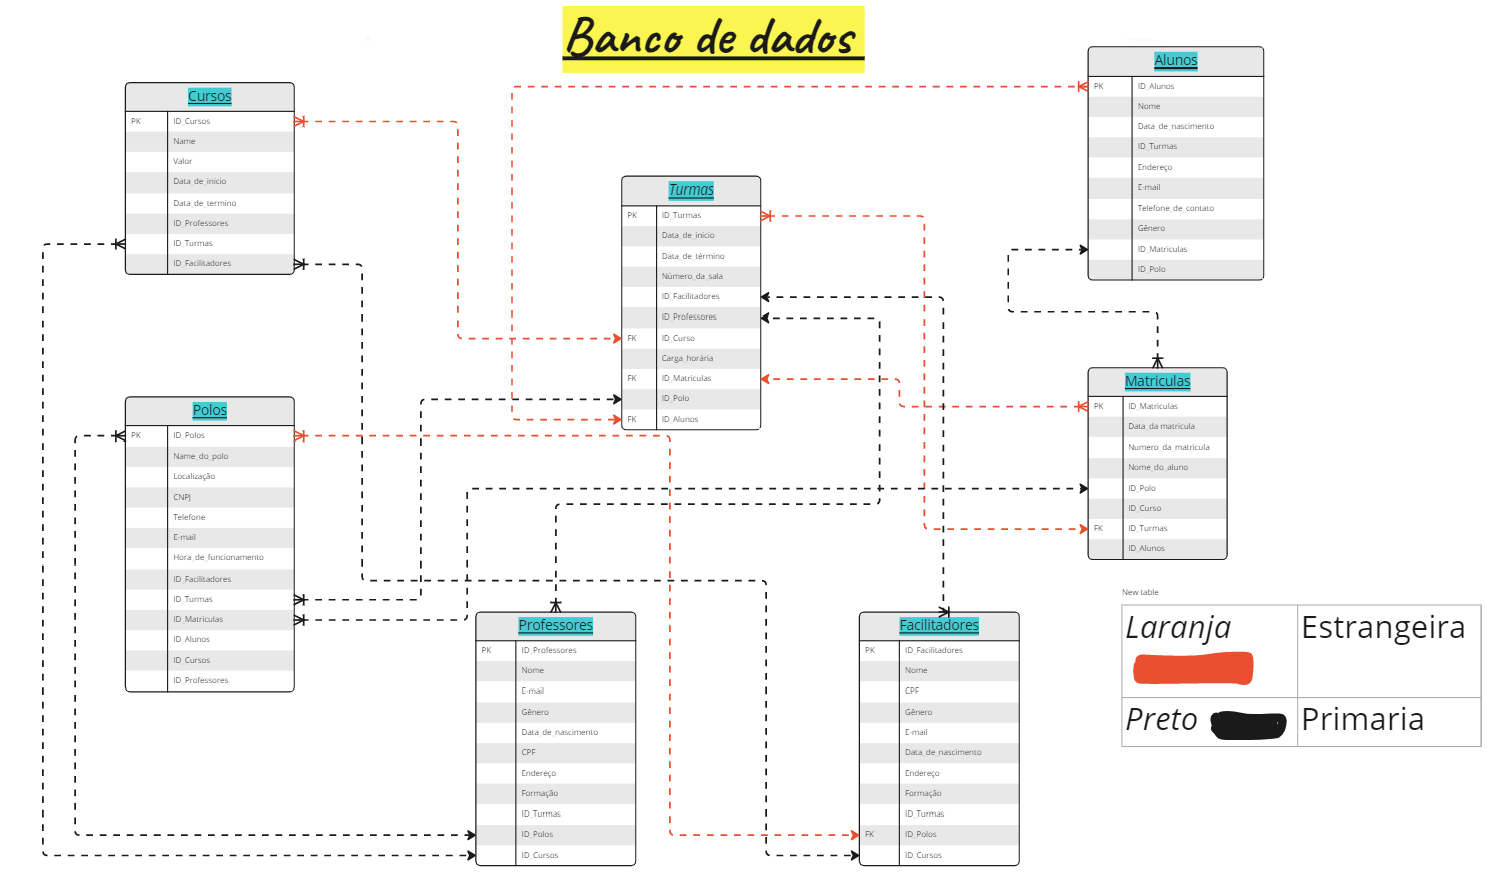 Banco de dados
Cursos
PK ID_Cursos
Name
Valor
Data_de_inicio
Data_de_termino
ID_Professores
ID_Turmas
ID_Facilitadores
Polos
PK ID_Polos
Name_do_polo
Localização
CNPJ
Telefone
E-mail
Hora_de_funcionamento
ID_Facilitadores
ID_Turmas
ID_Matriculas
ID_Alunos
ID_Cursos
ID_Professores
Turmas
PK ID_Turmas
Data_de_inicio
Data_de_término
Número_da_sala
ID_Facilitadores
ID_Professores
FK ID_Curso
Carga_horária
FK ID_Matriculas
ID_Polo
FK ID_Alunos
Alunos
PK ID_Alunos
Nome
Data_de_nascimento
ID_Turmas
Endereço
E-mail
Telefone_de_contato
Gênero
ID_Matriculas
ID_Polo
Matriculas
PK ID_Matriculas
Data_da matricula
Numero_da_matricula
Nome_do_aluno
ID_Polo
ID_Curso
FK ID_Turmas
ID_Alunos
Professores
PK ID_Professores
Nome
E-mail
Gênero
Data_de_nascimento
CPF
Endereço
Formação
ID_Turmas
ID_Polos
ID_Cursos
Facilitadores
PK ID_Facilitadores
Nome
CPF
Gênero
E-mail
Data_de_nascimento
Endereço
Formação
ID_Turmas
FK ID_Polos
ID_Cursos
New table
Laranja Estrangeira
Preto Primaria